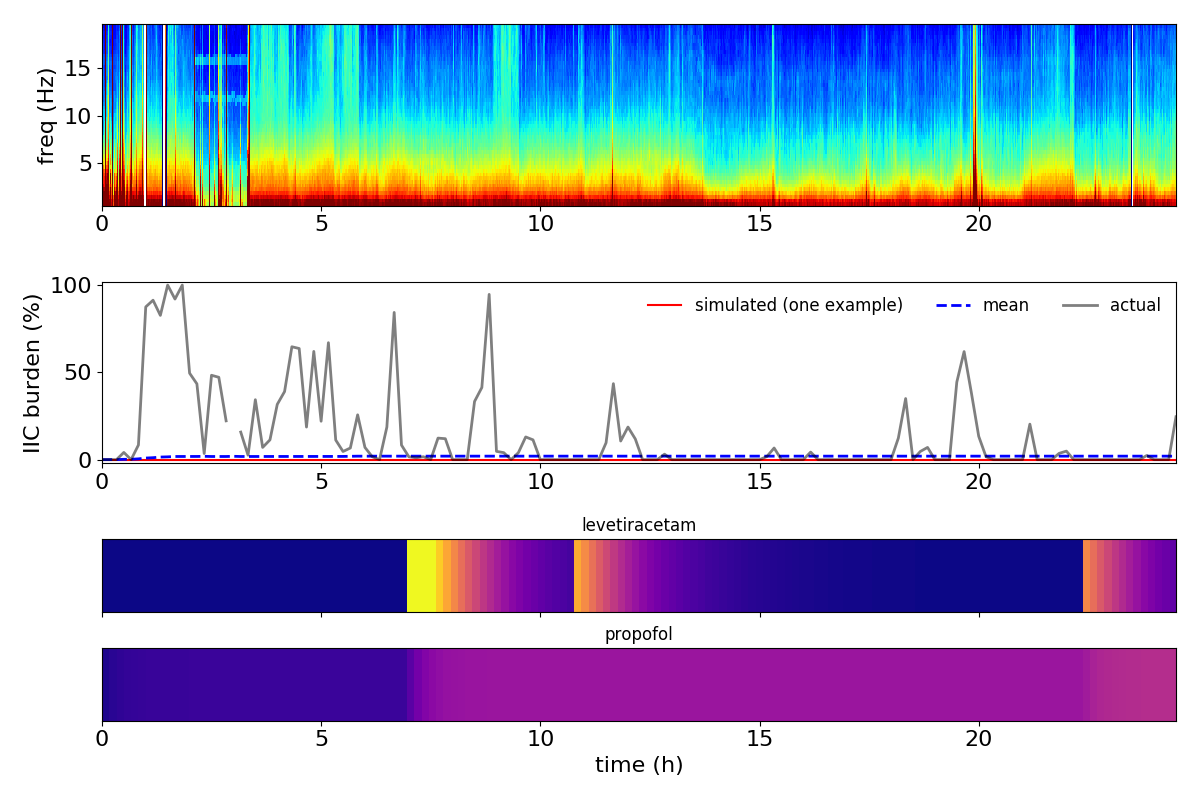 freq (Hz)
15
10
5
0 5 10 15 20
IIC burden (%)
100
50
0
simulated (one example) mean actual
0 5 10 15 20
levetiracetam
propofol
0 5 10 15 20
time (h)